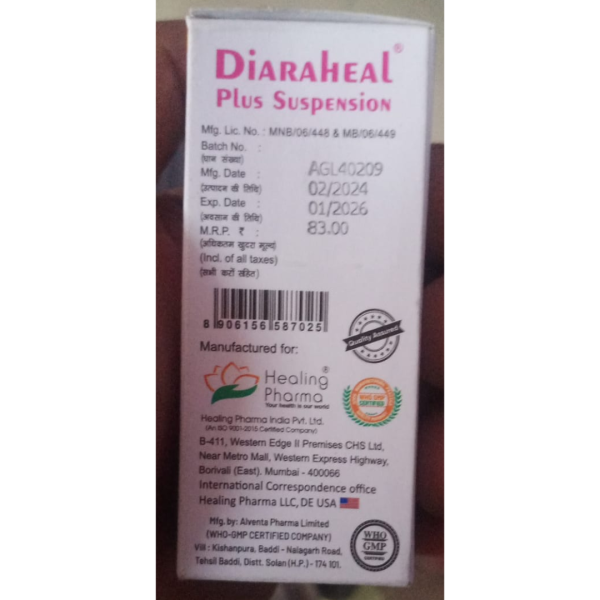 DIARAHEAL®
PLUS SUSPENSION
Mfg. Lic. No. : MNB/06/448 & MB/06/449
Batch No. :
(घान संख्या)
AGL40209
Mfg. Date :
02/2024
(उत्पादन की तिथि)
Exp. Date :
01/2026
(अवसान की तिथि)
M.R.P. ₹ :
83.00
(अधिकतम खुदरा मूल्य)
(Incl. of all taxes)
(सभी करों सहित)
8 906156 587025
Quality Assured
Manufactured for:
Healing®
Pharma
Your health is our world
WHO GMP
CERTIFIED
Healing Pharma India Pvt. Ltd.
(An ISO 9001-2015 Certified Company)
B-411, Western Edge II Premises CHS Ltd,
Near Metro Mall, Western Express Highway,
Borivali (East). Mumbai - 400066
International Correspondence office
Healing Pharma LLC, DE USA
Mfg. by: Alventa Pharma Limited
(WHO-GMP CERTIFIED COMPANY)
Vill : Kishanpura, Baddi - Nalagarh Road,
Tehsil Baddi, Distt. Solan (H.P.) - 174 101.
WHO
GMP
CERTIFIED